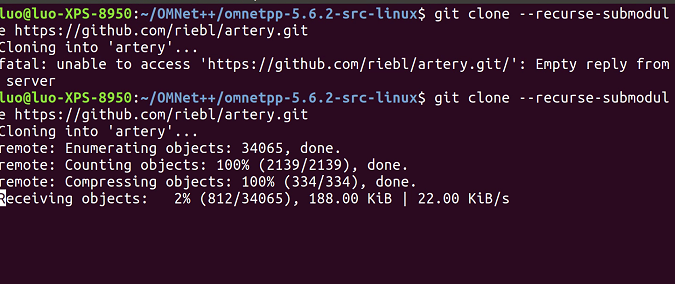 luo@luo-XPS-8950:~/OMNet++/omnetpp-5.6.2-src-linux$ git clone --recurse-submodul
e https://github.com/riebl/artery.git
Cloning into 'artery'...
fatal: unable to access 'https://github.com/riebl/artery.git/': Empty reply from
server
luo@luo-XPS-8950:~/OMNet++/omnetpp-5.6.2-src-linux$ git clone --recurse-submodul
e https://github.com/riebl/artery.git
Cloning into 'artery'...
remote: Enumerating objects: 34065, done.
remote: Counting objects: 100% (2139/2139), done.
remote: Compressing objects: 100% (334/334), done.
Receiving objects:   2% (812/34065), 188.00 KiB | 22.00 KiB/s